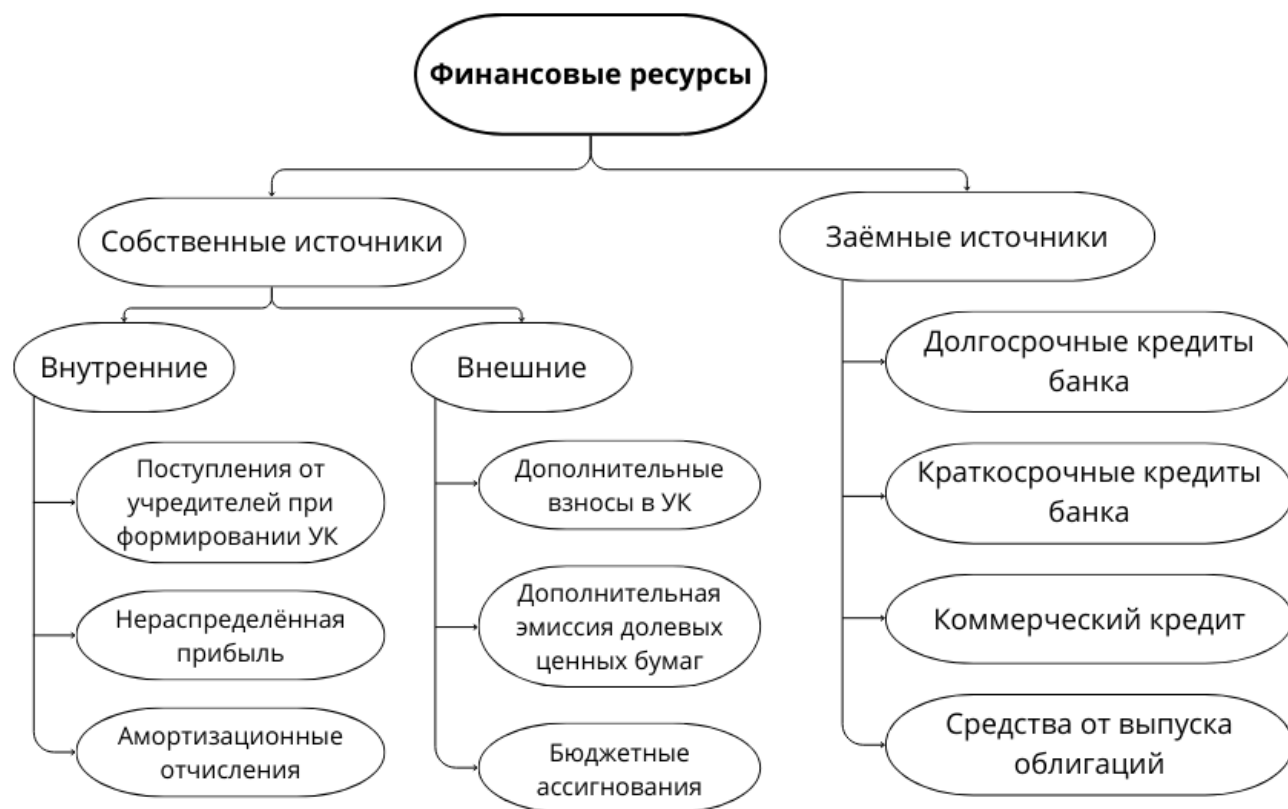 Финансовые ресурсы
Собственные источники
Заёмные источники
Внутренние
Внешние
Поступления от
учредителей при
формировании УК
Нераспределённая
прибыль
Амортизационные
отчисления
Дополнительные
взносы в УК
Дополнительная
эмиссия долевых
ценных бумаг
Бюджетные
ассигнования
Долгосрочные кредиты
банка
Краткосрочные кредиты
банка
Коммерческий кредит
Средства от выпуска
облигаций